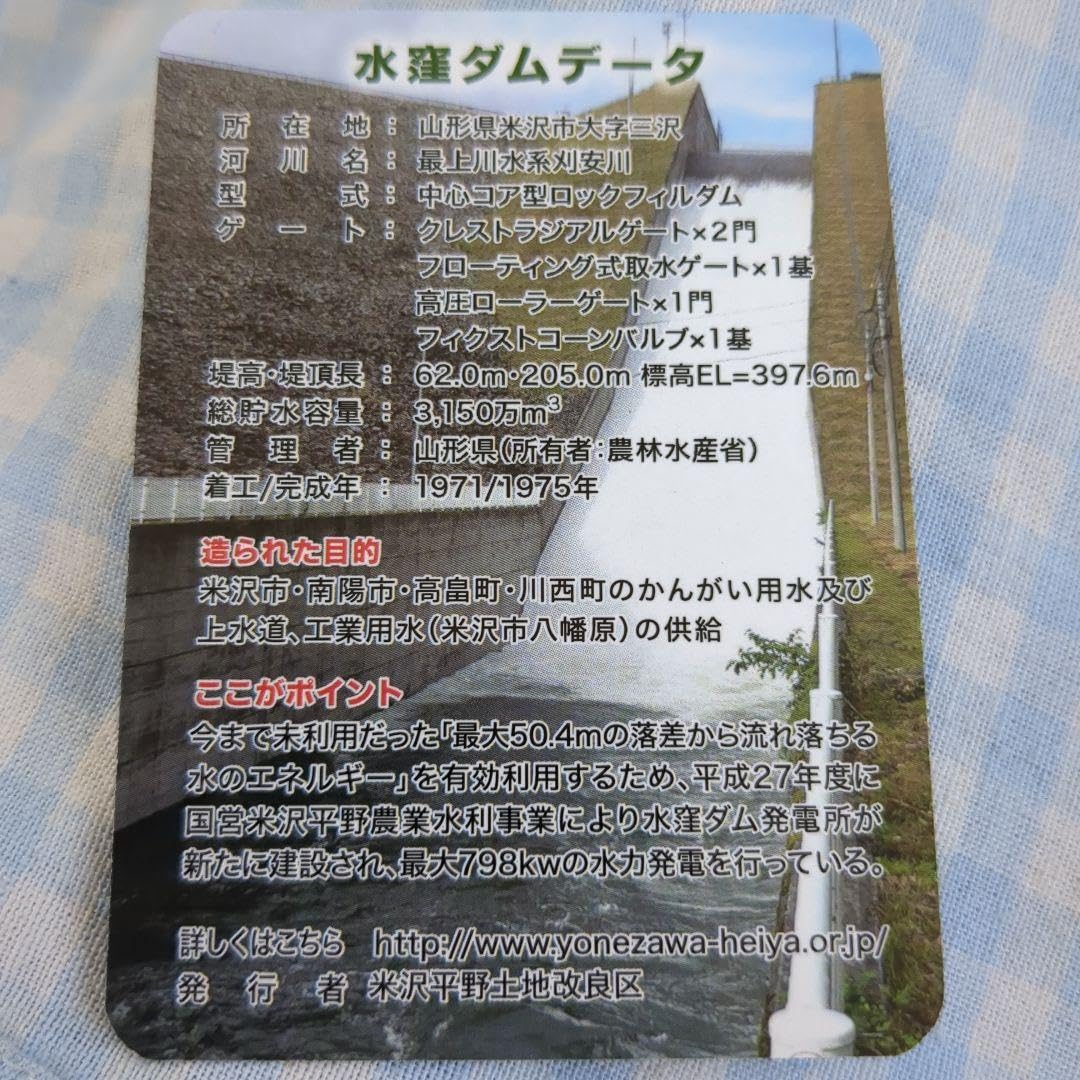 水窪ダムデータ
所在地：山形県米沢市大字三沢
河川名：最上川水系刈安川
型式：中心コア型ロックフィルダム
ゲート：クレストラジアルゲート×2門
フローティング式取水ゲート×1基
高圧ローラーゲート×1門
フィクストコーンバルブ×1基
堤高・堤頂長：62.0m・205.0m 標高EL=397.6m
総貯水容量：3,150万m³
管理者：山形県（所有者：農林水産省）
着工/完成年：1971/1975年
造られた目的
米沢市・南陽市・高畠町・川西町のかんがい用水及び
上水道、工業用水（米沢市八幡原）の供給
ここがポイント
今まで未利用だった「最大50.4mの落差から流れ落ちる
水のエネルギー」を有効利用するため、平成27年度に
国営米沢平野農業水利事業により水窪ダム発電所が
新たに建設され、最大798kwの水力発電を行っている。
詳しくはこちら http://www.yonezawa-heiya.or.jp/
発行者 米沢平野土地改良区